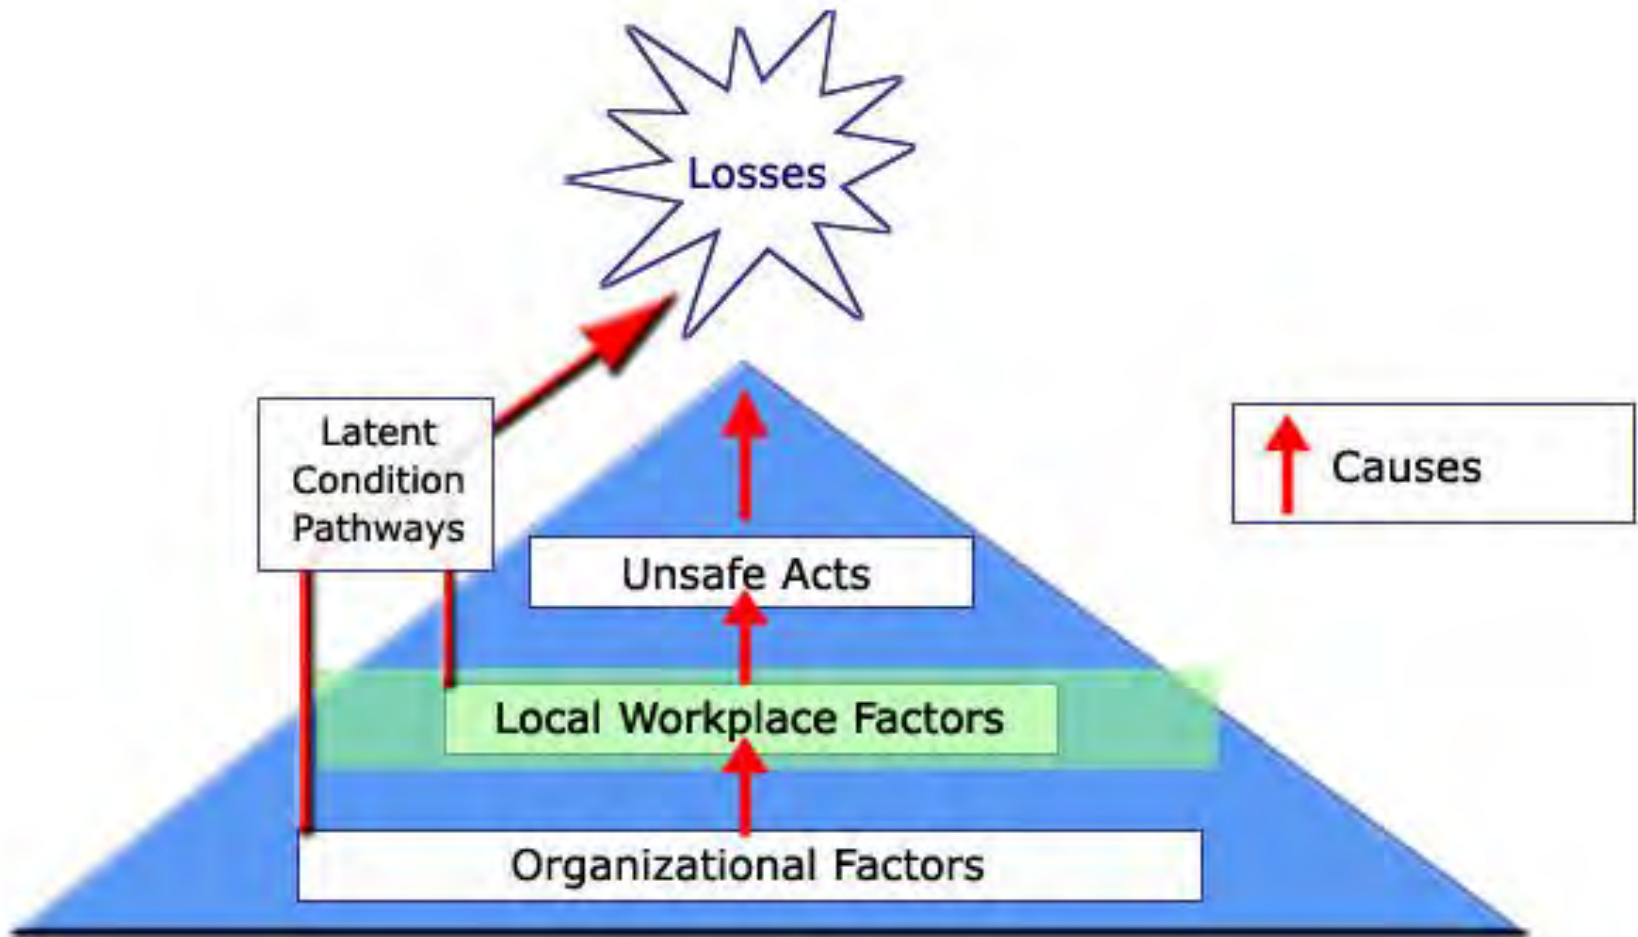 Losses
Latent
Condition
Pathways
Causes
Unsafe Acts
Local Workplace Factors
Organizational Factors